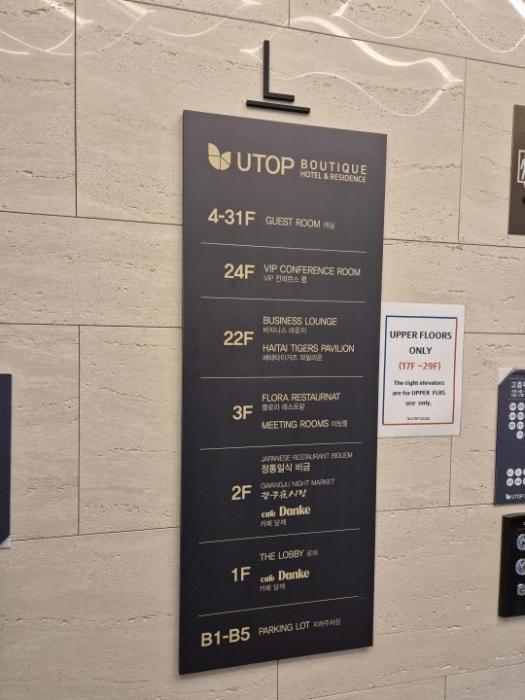 L
UTOP BOUTIQUE
HOTEL & RESIDENCE
4-31F GUEST ROOM 객실
24F VIP CONFERENCE ROOM
VIP 컨퍼런스 룸
22F BUSINESS LOUNGE
비지니스 라운지
HAITAI TIGERS PAVILION
해태타이거즈 파빌리온
3F FLORA RESTAURNAT
플로라 레스토랑
MEETING ROOMS 미팅룸
2F JAPANESE RESTAURANT BIGUEM
정통일식 비금
GWANGJU NIGHT MARKET
광주夜시장
cafe Danke
카페 당께
1F THE LOBBY 로비
cafe Danke
카페 당께
B1-B5 PARKING LOT 지하주차장
UPPER FLOORS
ONLY
(17F ~29F)
The right elevators
are for UPPER FLRS
use only.